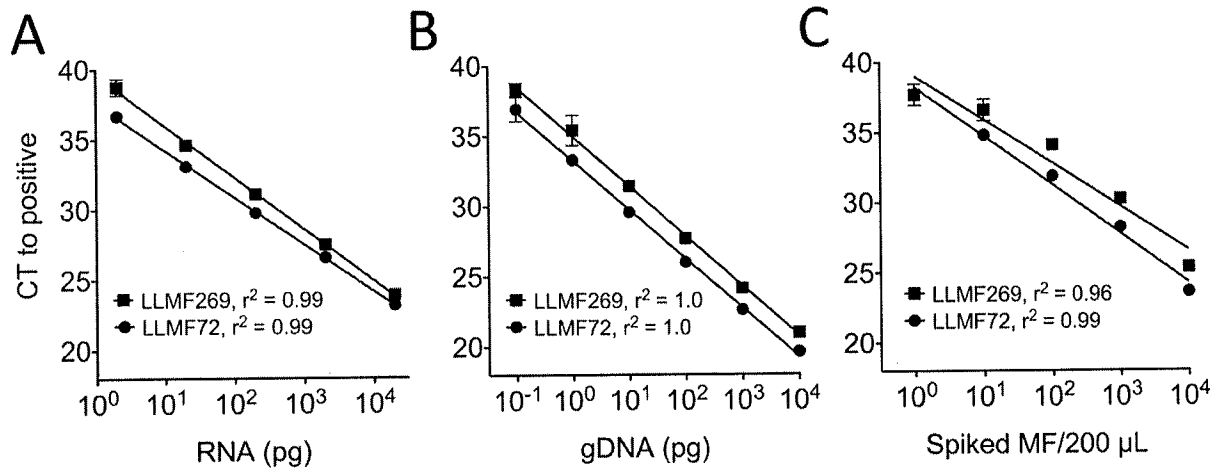 A
B
C
CT to positive
40
35
30
25
20
LLMF269, r² = 0.99
LLMF72, r² = 0.99
10⁰ 10¹ 10² 10³ 10⁴
RNA (pg)
40
35
30
25
20
LLMF269, r² = 1.0
LLMF72, r² = 1.0
10⁻¹ 10⁰ 10¹ 10² 10³ 10⁴
gDNA (pg)
40
35
30
25
20
LLMF269, r² = 0.96
LLMF72, r² = 0.99
10⁰ 10¹ 10² 10³ 10⁴
Spiked MF/200 µL